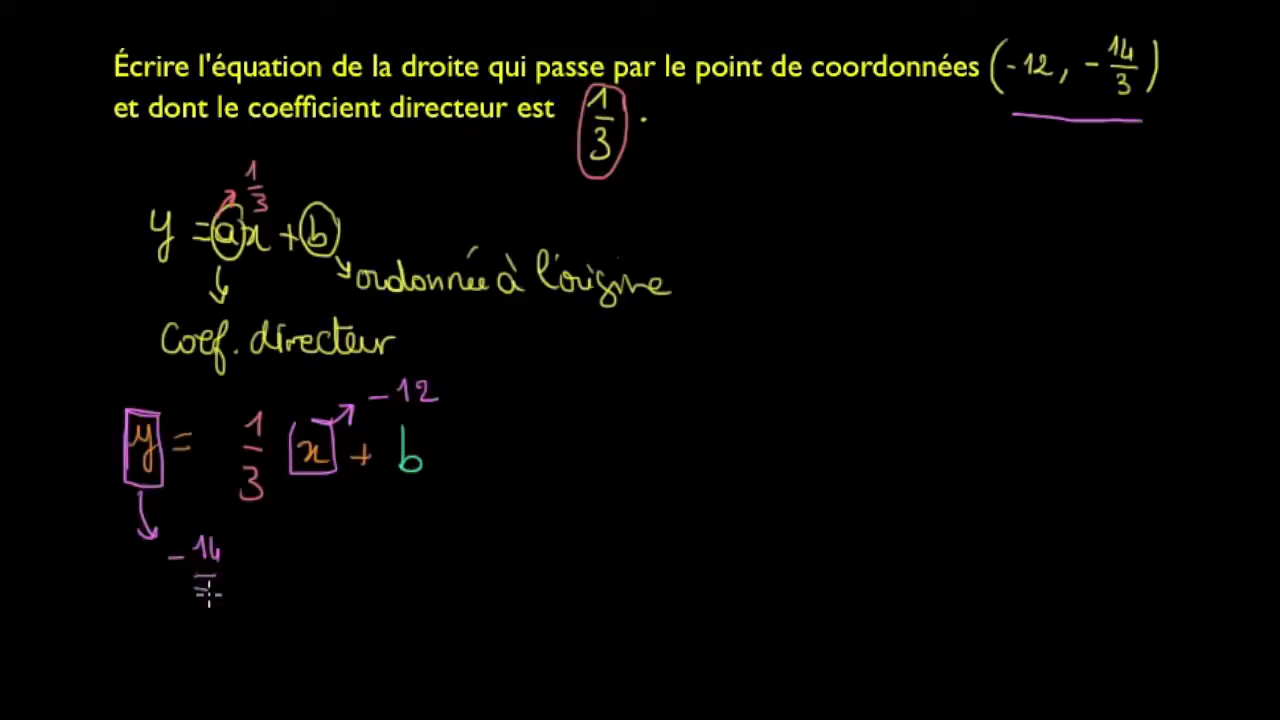 Écrire l'équation de la droite qui passe par le point de coordonnées (-12, -14/3)
et dont le coefficient directeur est 1/3 .
1/3
y = ax + b
ordonnée à l'origine
Coef. directeur
-12
y = 1/3 x + b
-14